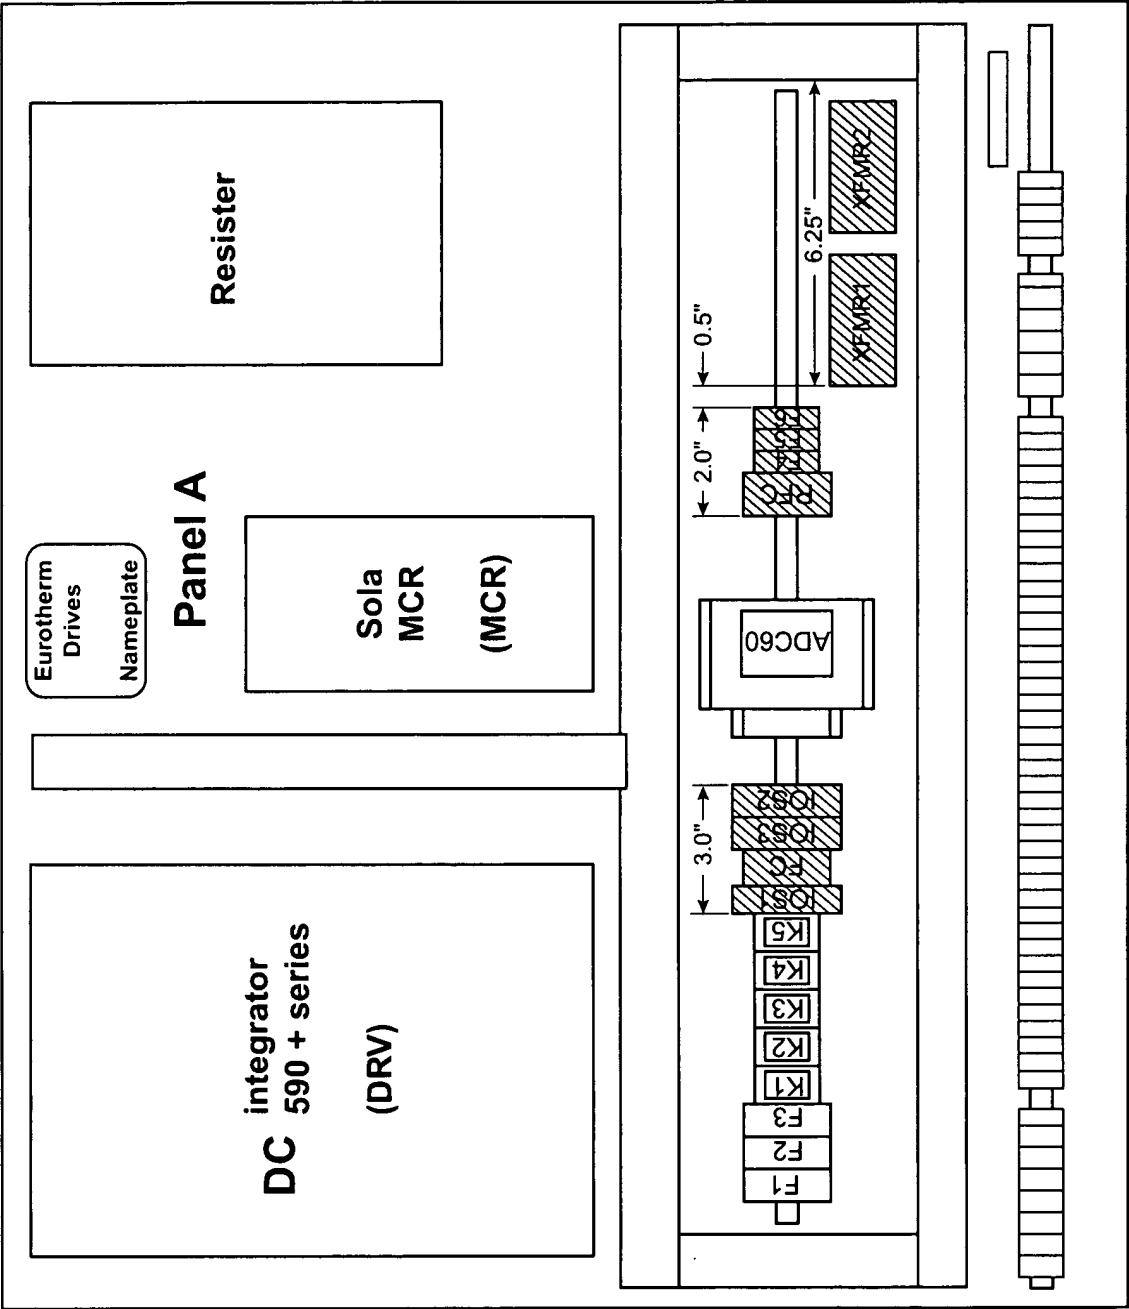 Eurotherm
Drives
Nameplate
Panel A
Resister
Sola
MCR
(MCR)
DC integrator
590 + series
(DRV)
3.0"
2.0"
0.5"
6.25"
F1
F2
F3
K1
K2
K3
K4
K5
IOS1
FC
IOS3
IOS2
ADC60
XFMR1
XFMR2